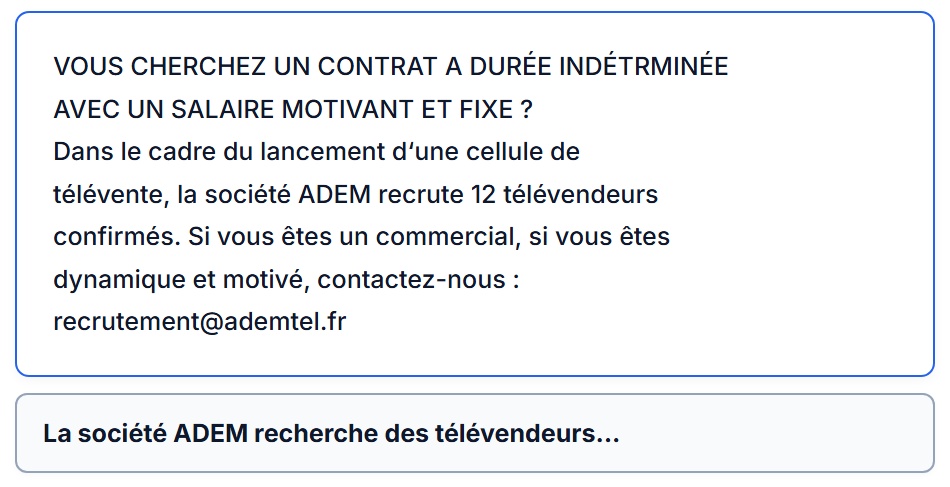 VOUS CHERCHEZ UN CONTRAT A DURÉE INDÉTRMINÉE
AVEC UN SALAIRE MOTIVANT ET FIXE ?
Dans le cadre du lancement d‘une cellule de
télévente, la société ADEM recrute 12 télévendeurs
confirmés. Si vous êtes un commercial, si vous êtes
dynamique et motivé, contactez-nous :
recrutement@ademtel.fr
La société ADEM recherche des télévendeurs...